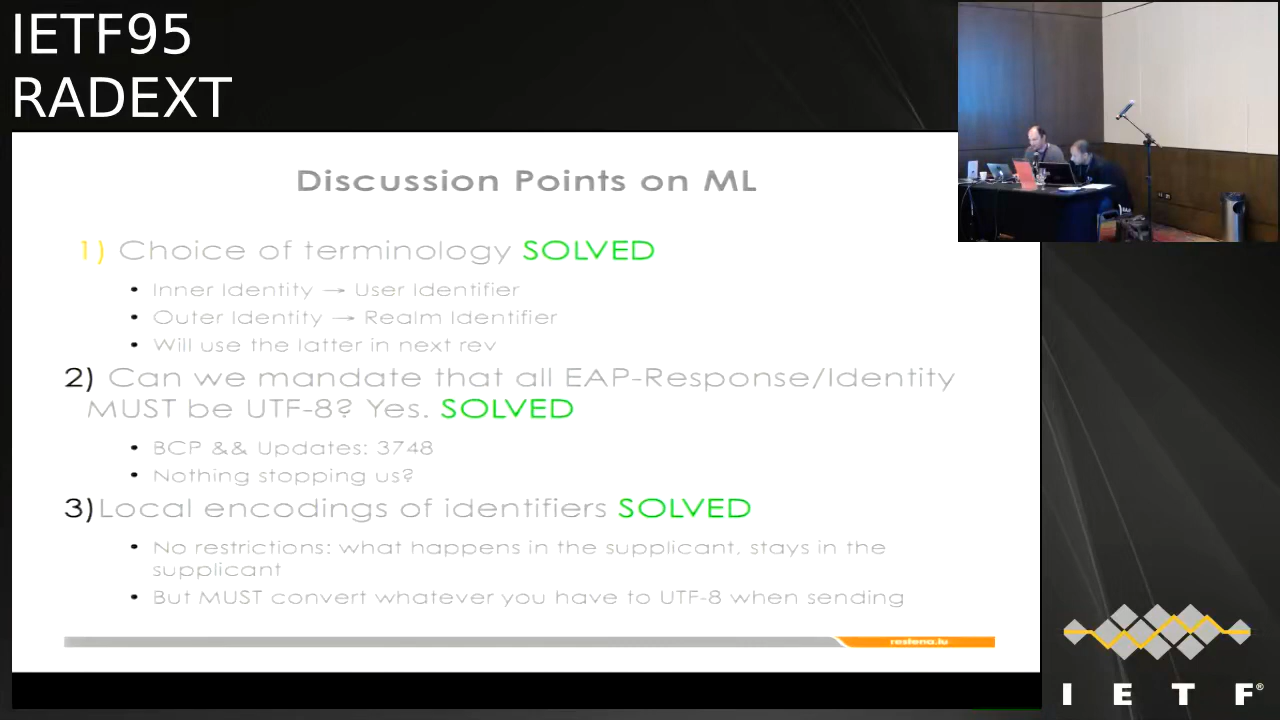 IETF95
RADEXT
Discussion Points on ML
1) Choice of terminology SOLVED
• Inner Identity → User Identifier
• Outer Identity → Realm Identifier
• Will use the latter in next rev
2) Can we mandate that all EAP-Response/Identity
MUST be UTF-8? Yes. SOLVED
• BCP && Updates: 3748
• Nothing stopping us?
3)Local encodings of identifiers SOLVED
• No restrictions: what happens in the supplicant, stays in the
supplicant
• But MUST convert whatever you have to UTF-8 when sending
restena.lu
I E T F®